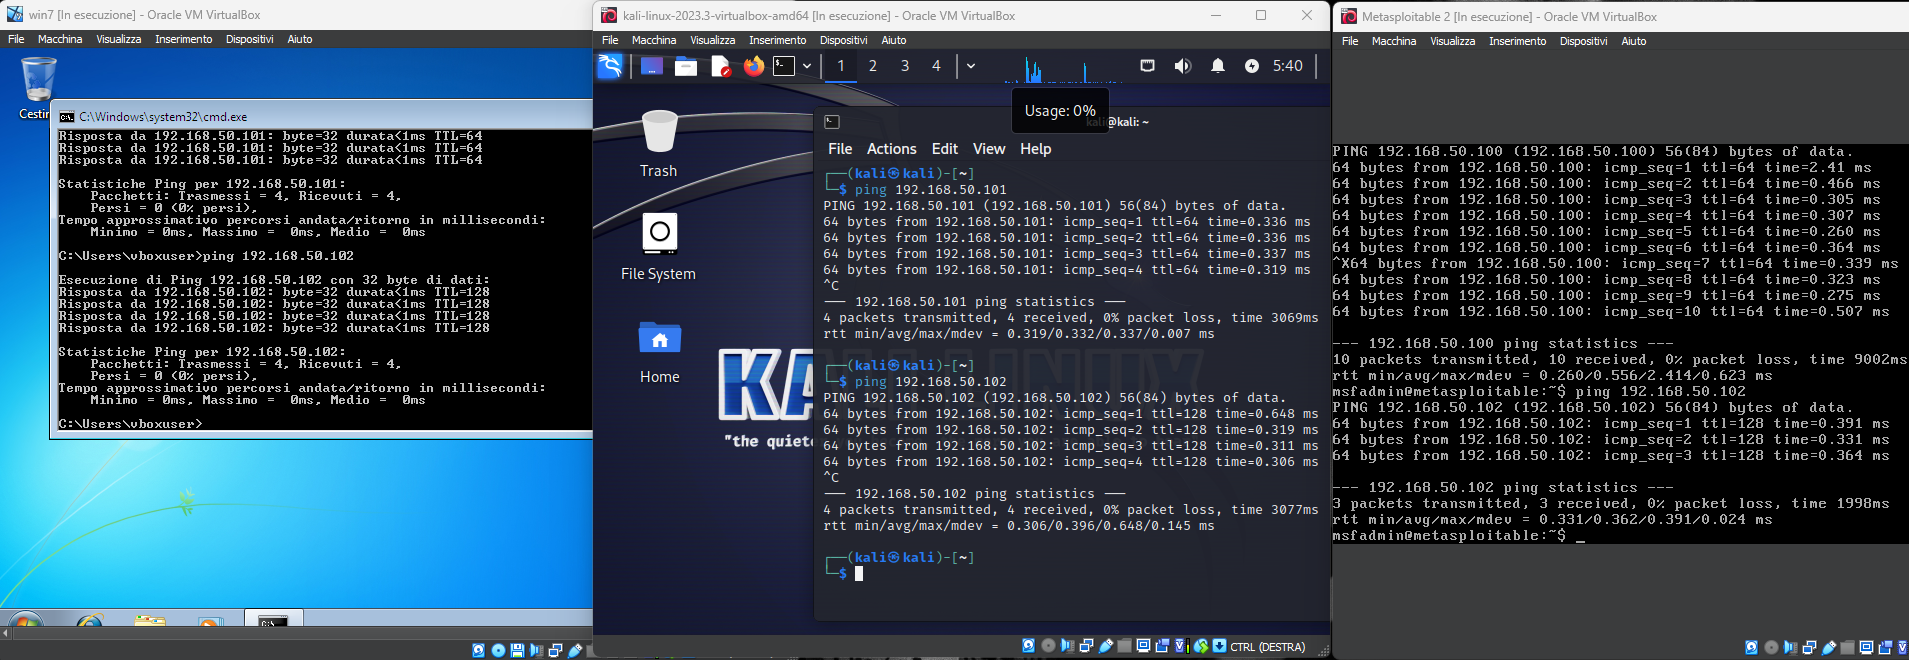 win7 [In esecuzione] - Oracle VM VirtualBox
File Macchina Visualizza Inserimento Dispositivi Aiuto
C:\Windows\system32\cmd.exe
Risposta da 192.168.50.101: byte=32 durata<1ms TTL=64
Risposta da 192.168.50.101: byte=32 durata<1ms TTL=64
Risposta da 192.168.50.101: byte=32 durata<1ms TTL=64
Statistiche Ping per 192.168.50.101:
Pacchetti: Trasmessi = 4, Ricevuti = 4,
Persi = 0 (0% persi),
Tempo approssimativo percorsi andata/ritorno in millisecondi:
Minimo = 0ms, Massimo =  0ms, Medio =  0ms
C:\Users\vboxuser>ping 192.168.50.102
Esecuzione di Ping 192.168.50.102 con 32 byte di dati:
Risposta da 192.168.50.102: byte=32 durata<1ms TTL=128
Risposta da 192.168.50.102: byte=32 durata<1ms TTL=128
Risposta da 192.168.50.102: byte=32 durata<1ms TTL=128
Risposta da 192.168.50.102: byte=32 durata<1ms TTL=128
Statistiche Ping per 192.168.50.102:
Pacchetti: Trasmessi = 4, Ricevuti = 4,
Persi = 0 (0% persi),
Tempo approssimativo percorsi andata/ritorno in millisecondi:
Minimo = 0ms, Massimo =  0ms, Medio =  0ms
C:\Users\vboxuser>
kali-linux-2023.3-virtualbox-amd64 [In esecuzione] - Oracle VM VirtualBox
File Macchina Visualizza Inserimento Dispositivi Aiuto
1 2 3 4 5:40
Usage: 0%
kali@kali: ~
Trash
File System
Home
File Actions Edit View Help
(kali㉿kali)-[~]
$ ping 192.168.50.101
PING 192.168.50.101 (192.168.50.101) 56(84) bytes of data.
64 bytes from 192.168.50.101: icmp_seq=1 ttl=64 time=0.336 ms
64 bytes from 192.168.50.101: icmp_seq=2 ttl=64 time=0.336 ms
64 bytes from 192.168.50.101: icmp_seq=3 ttl=64 time=0.337 ms
64 bytes from 192.168.50.101: icmp_seq=4 ttl=64 time=0.319 ms
^C
--- 192.168.50.101 ping statistics ---
4 packets transmitted, 4 received, 0% packet loss, time 3069ms
rtt min/avg/max/mdev = 0.319/0.332/0.337/0.007 ms
(kali㉿kali)-[~]
$ ping 192.168.50.102
PING 192.168.50.102 (192.168.50.102) 56(84) bytes of data.
64 bytes from 192.168.50.102: icmp_seq=1 ttl=128 time=0.648 ms
64 bytes from 192.168.50.102: icmp_seq=2 ttl=128 time=0.319 ms
64 bytes from 192.168.50.102: icmp_seq=3 ttl=128 time=0.311 ms
64 bytes from 192.168.50.102: icmp_seq=4 ttl=128 time=0.306 ms
^C
--- 192.168.50.102 ping statistics ---
4 packets transmitted, 4 received, 0% packet loss, time 3077ms
rtt min/avg/max/mdev = 0.306/0.396/0.648/0.145 ms
(kali㉿kali)-[~]
$
"the
CTRL (DESTRA)
Metasploitable 2 [In esecuzione] - Oracle VM VirtualBox
File Macchina Visualizza Inserimento Dispositivi Aiuto
PING 192.168.50.100 (192.168.50.100) 56(84) bytes of data.
64 bytes from 192.168.50.100: icmp_seq=1 ttl=64 time=2.41 ms
64 bytes from 192.168.50.100: icmp_seq=2 ttl=64 time=0.466 ms
64 bytes from 192.168.50.100: icmp_seq=3 ttl=64 time=0.305 ms
64 bytes from 192.168.50.100: icmp_seq=4 ttl=64 time=0.307 ms
64 bytes from 192.168.50.100: icmp_seq=5 ttl=64 time=0.260 ms
64 bytes from 192.168.50.100: icmp_seq=6 ttl=64 time=0.364 ms
^X64 bytes from 192.168.50.100: icmp_seq=7 ttl=64 time=0.339 ms
64 bytes from 192.168.50.100: icmp_seq=8 ttl=64 time=0.323 ms
64 bytes from 192.168.50.100: icmp_seq=9 ttl=64 time=0.275 ms
64 bytes from 192.168.50.100: icmp_seq=10 ttl=64 time=0.507 ms
--- 192.168.50.100 ping statistics ---
10 packets transmitted, 10 received, 0% packet loss, time 9002ms
rtt min/avg/max/mdev = 0.260/0.556/2.414/0.623 ms
msfadmin@metasploitable:~$ ping 192.168.50.102
PING 192.168.50.102 (192.168.50.102) 56(84) bytes of data.
64 bytes from 192.168.50.102: icmp_seq=1 ttl=128 time=0.391 ms
64 bytes from 192.168.50.102: icmp_seq=2 ttl=128 time=0.331 ms
64 bytes from 192.168.50.102: icmp_seq=3 ttl=128 time=0.364 ms
--- 192.168.50.102 ping statistics ---
3 packets transmitted, 3 received, 0% packet loss, time 1998ms
rtt min/avg/max/mdev = 0.331/0.362/0.391/0.024 ms
msfadmin@metasploitable:~$ _